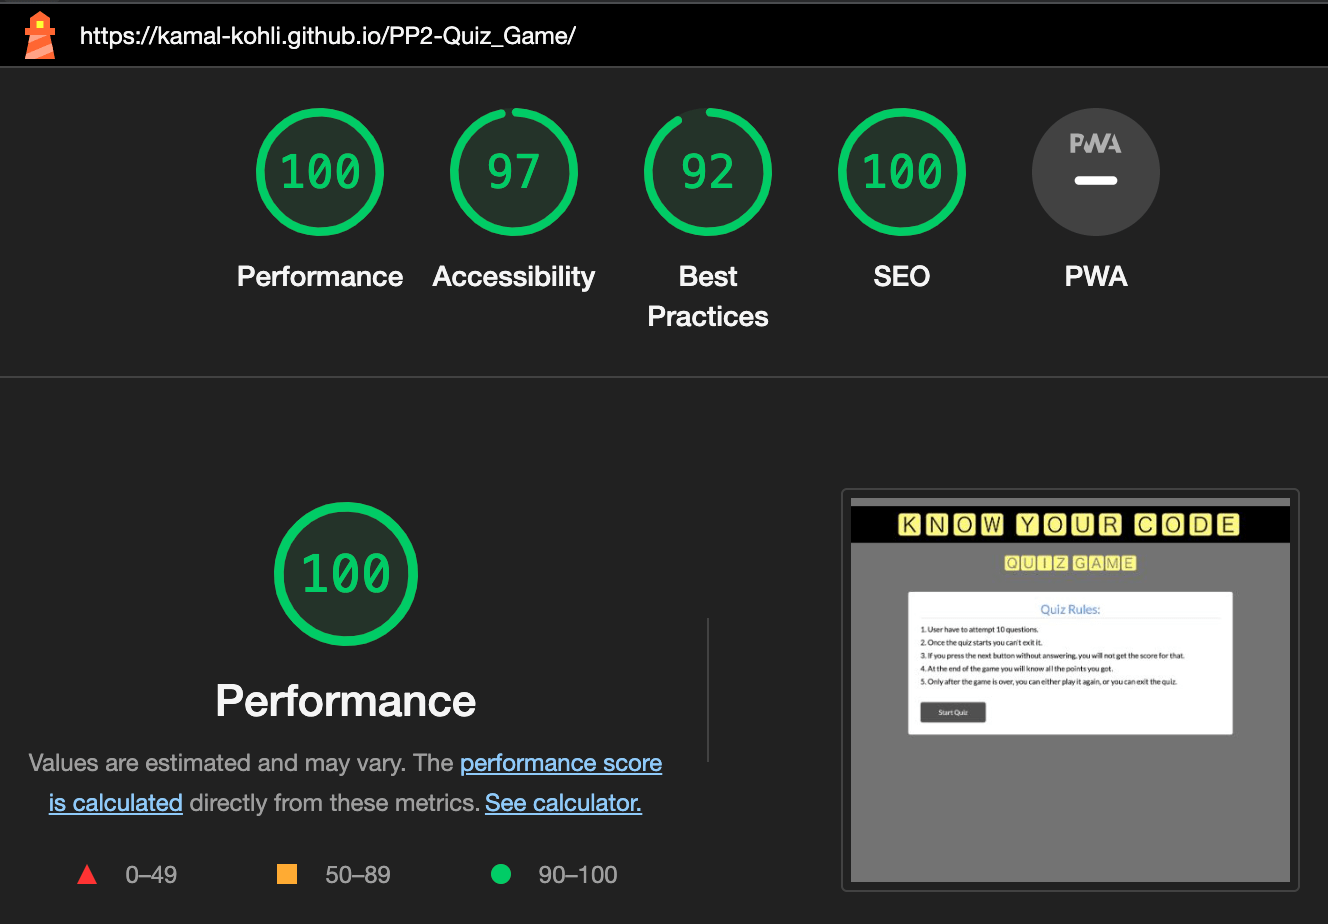 https://kamal-kohli.github.io/PP2-Quiz_Game/
100
97
92
100
PWA
Performance
Accessibility
Best
Practices
SEO
PWA
100
Performance
Values are estimated and may vary. The performance score
is calculated directly from these metrics. See calculator.
0–49
50–89
90–100
KNOW YOUR CODE
QUIZ GAME
Quiz Rules:
1. User have to attempt 10 questions.
2. Once the quiz starts you can't exit it.
3. If you press the next button without answering, you will not get the score for that.
4. At the end of the game you will know all the points you got.
5. Only after the game is over, you can either play it again, or you can exit the quiz.
Start Quiz